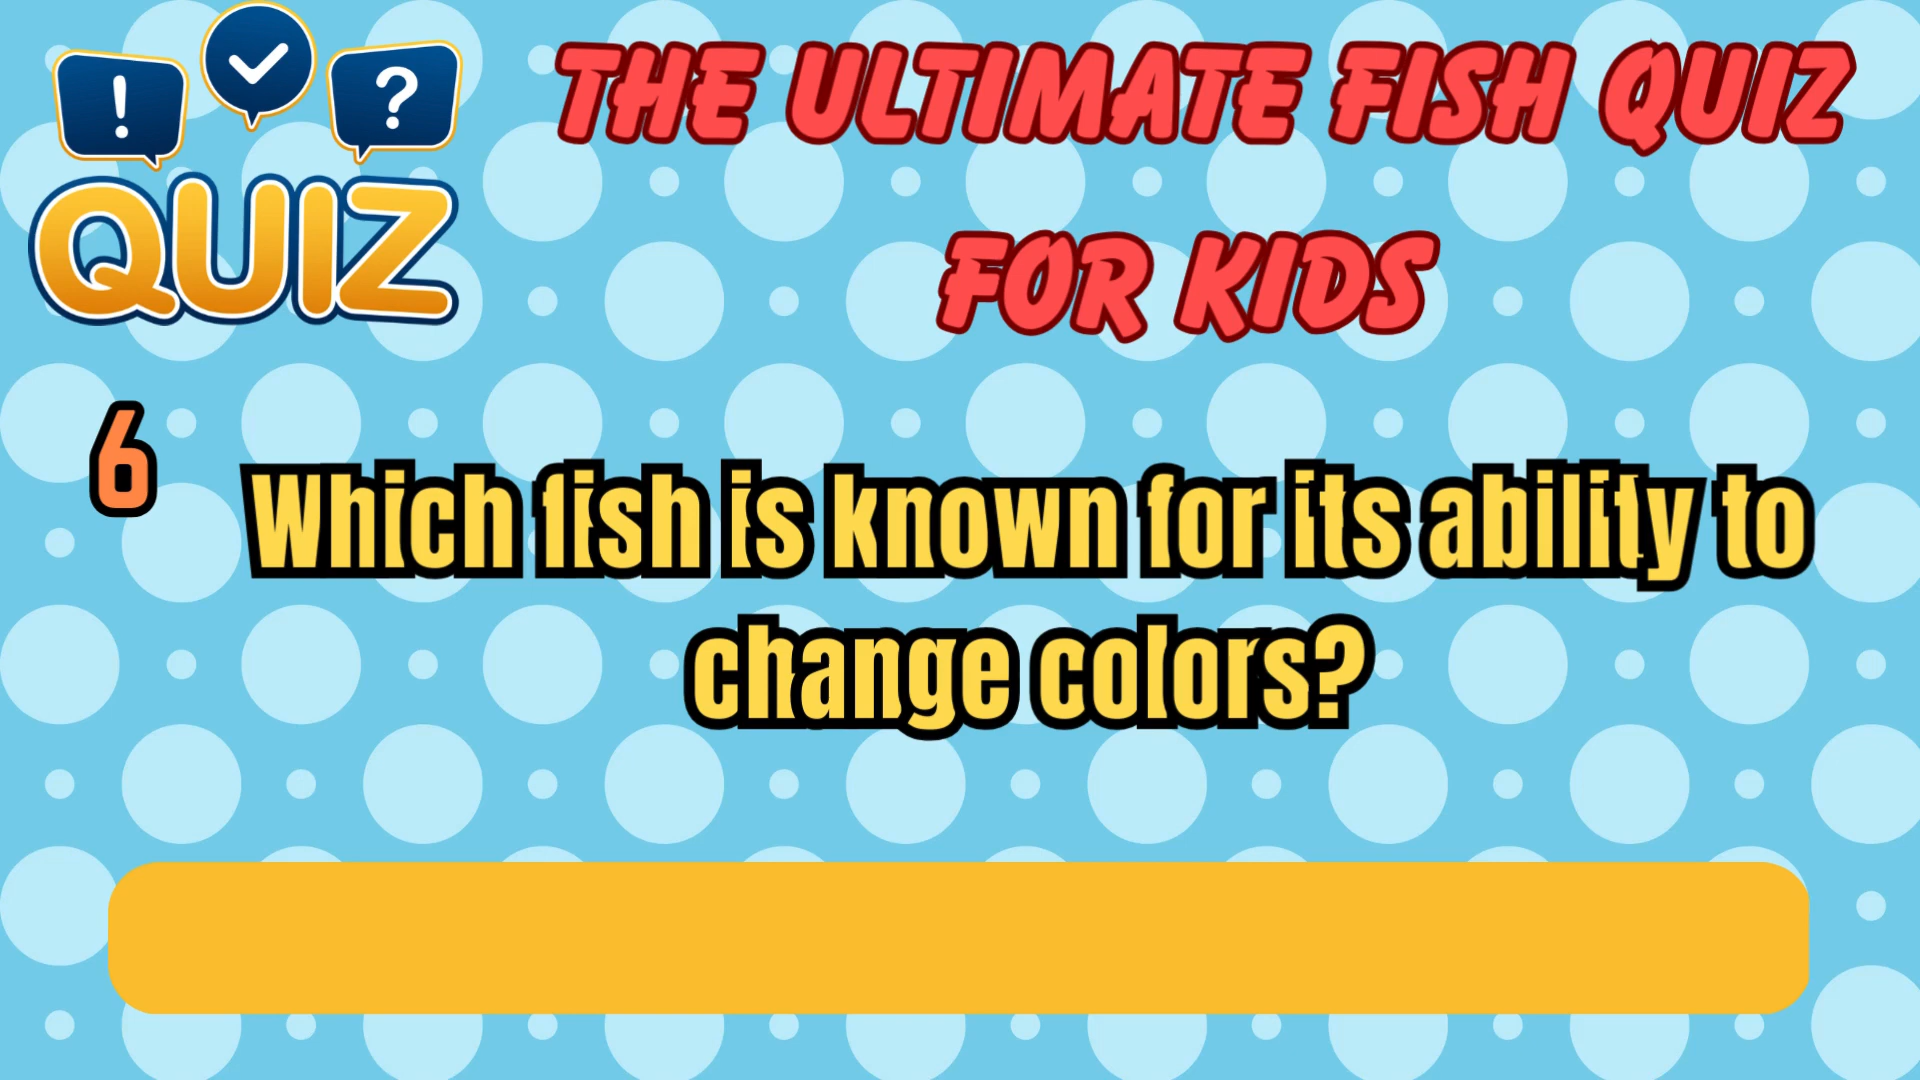 !
?
QUIZ
THE ULTIMATE FISH QUIZ
FOR KIDS
6
Which fish is known for its ability to
change colors?